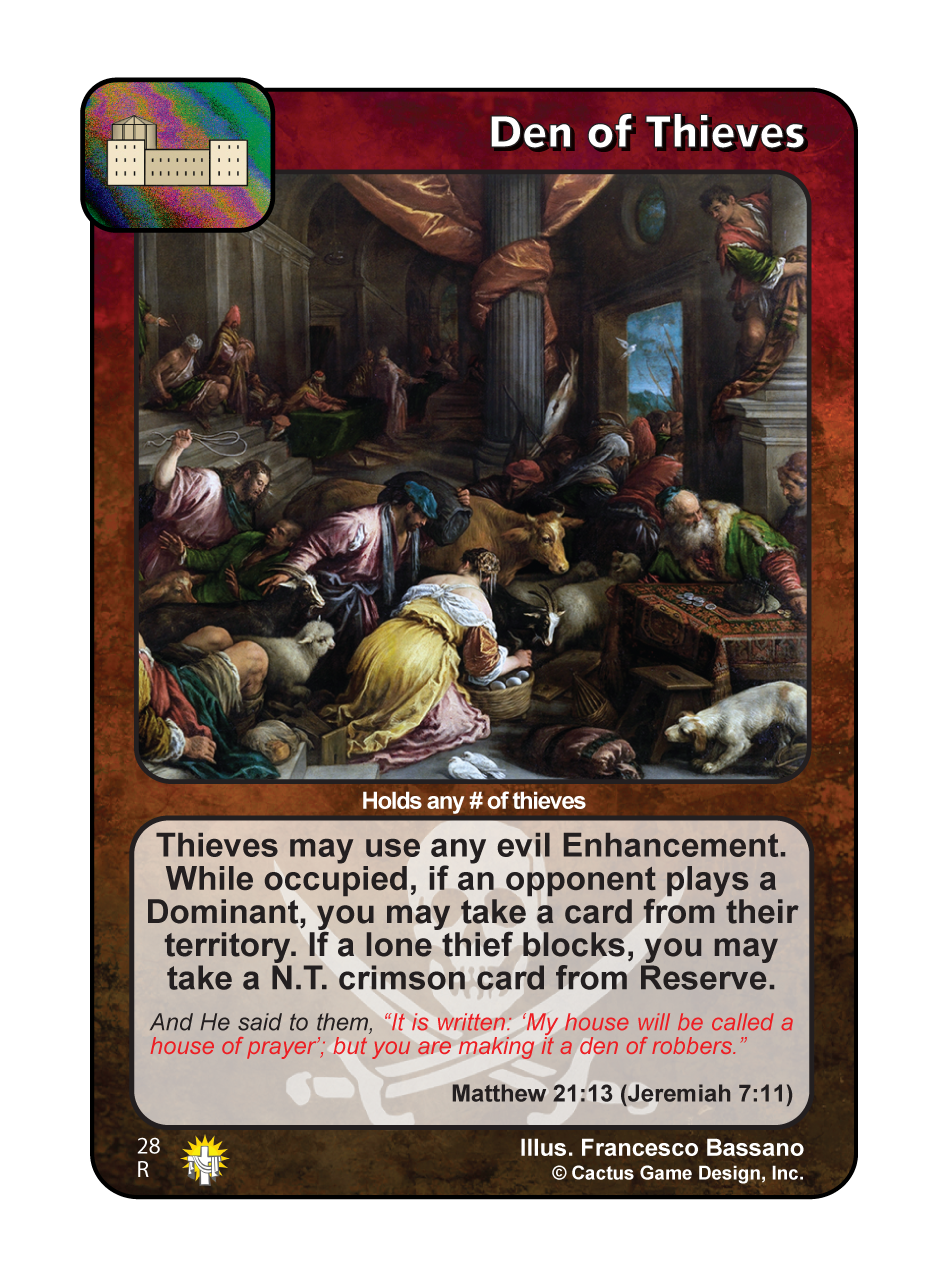 Den of Thieves
Holds any # of thieves
Thieves may use any evil Enhancement.
While occupied, if an opponent plays a
Dominant, you may take a card from their
territory. If a lone thief blocks, you may
take a N.T. crimson card from Reserve.
And He said to them, “It is written: ‘My house will be called a
house of prayer’; but you are making it a den of robbers.”
Matthew 21:13 (Jeremiah 7:11)
28
R
Illus. Francesco Bassano
© Cactus Game Design, Inc.